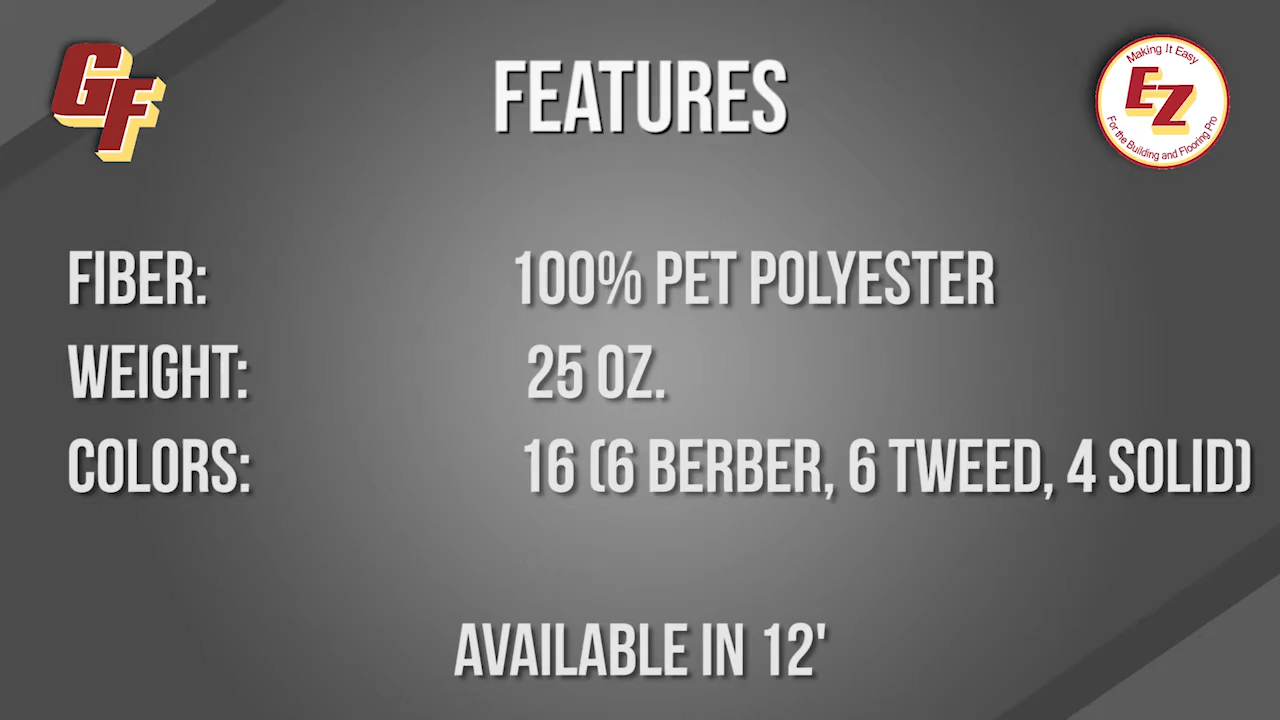 GF
FEATURES
Making It Easy
EZ
For the Building and Flooring Pro
FIBER: 100% PET POLYESTER
WEIGHT: 25 OZ.
COLORS: 16 (6 BERBER, 6 TWEED, 4 SOLID)
AVAILABLE IN 12'